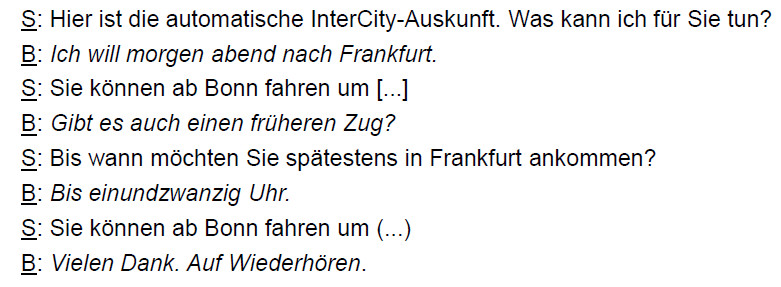 S: Hier ist die automatische InterCity-Auskunft. Was kann ich für Sie tun?
B: Ich will morgen abend nach Frankfurt.
S: Sie können ab Bonn fahren um [...]
B: Gibt es auch einen früheren Zug?
S: Bis wann möchten Sie spätestens in Frankfurt ankommen?
B: Bis einundzwanzig Uhr.
S: Sie können ab Bonn fahren um (...)
B: Vielen Dank. Auf Wiederhören.